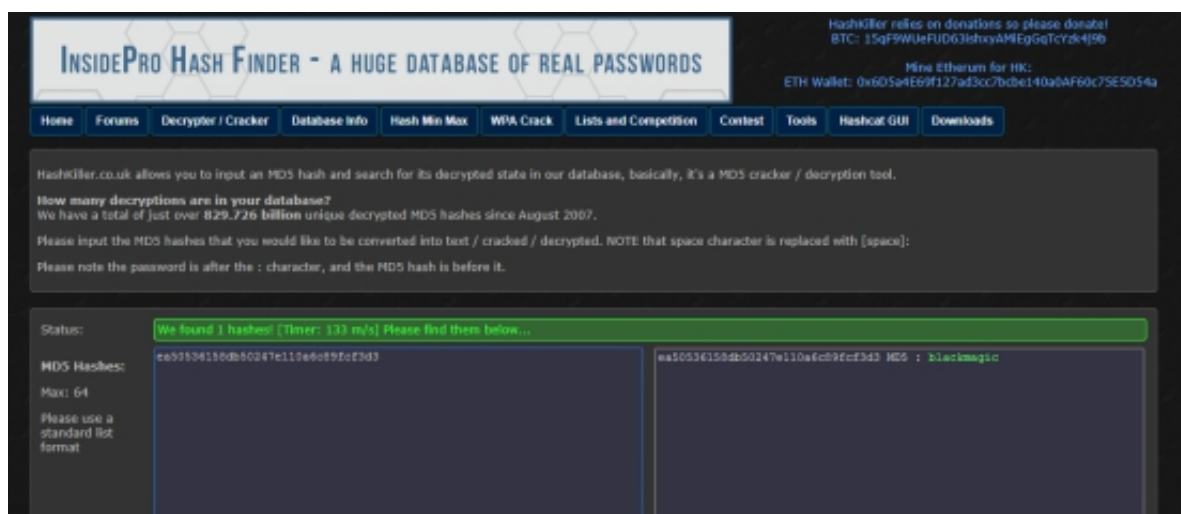 INSIDEPRO HASH FINDER - A HUGE DATABASE OF REAL PASSWORDS
HashKiller relies on donations so please donate!
BTC:
Mine Etherum for HK:
ETH Wallet:
Home Forums Decrypter / Cracker Database Info Hash Min Max WPA Crack Lists and Competition Contest Tools Hashcat GUI Downloads
HashKiller.co.uk allows you to input an MD5 hash and search for its decrypted state in our database, basically, it's a MD5 cracker / decryption tool.
How many decryptions are in your database?
We have a total of just over 829.726 billion unique decrypted MD5 hashes since August 2007.
Please input the MD5 hashes that you would like to be converted into text / cracked / decrypted. NOTE that space character is replaced with [space]:
Please note the password is after the : character, and the MD5 hash is before it.
Status:
We found 1 hashes! [Timer: 133 m/s] Please find them below...
MD5 Hashes:
Max: 64
Please use a
standard list
format
MD5 : blackmagic